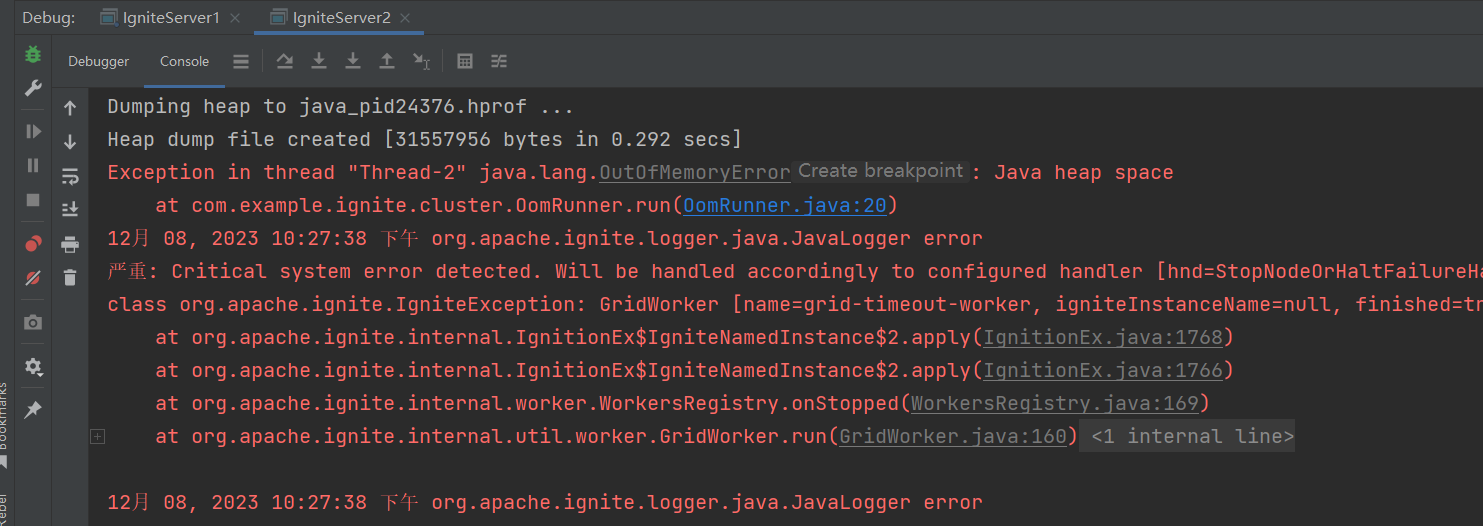 Debug: IgniteServer1 IgniteServer2
Debugger Console
Dumping heap to java_pid24376.hprof ...
Heap dump file created [31557956 bytes in 0.292 secs]
Exception in thread "Thread-2" java.lang.OutOfMemoryError Create breakpoint : Java heap space
at com.example.ignite.cluster.OomRunner.run(OomRunner.java:20)
12月 08, 2023 10:27:38 下午 org.apache.ignite.logger.java.JavaLogger error
严重: Critical system error detected. Will be handled accordingly to configured handler [hnd=StopNodeOrHaltFailureHa
class org.apache.ignite.IgniteException: GridWorker [name=grid-timeout-worker, igniteInstanceName=null, finished=tr
at org.apache.ignite.internal.IgnitionEx$IgniteNamedInstance$2.apply(IgnitionEx.java:1768)
at org.apache.ignite.internal.IgnitionEx$IgniteNamedInstance$2.apply(IgnitionEx.java:1766)
at org.apache.ignite.internal.worker.WorkersRegistry.onStopped(WorkersRegistry.java:169)
at org.apache.ignite.internal.util.worker.GridWorker.run(GridWorker.java:160) <1 internal line>
12月 08, 2023 10:27:38 下午 org.apache.ignite.logger.java.JavaLogger error
Bookmarks